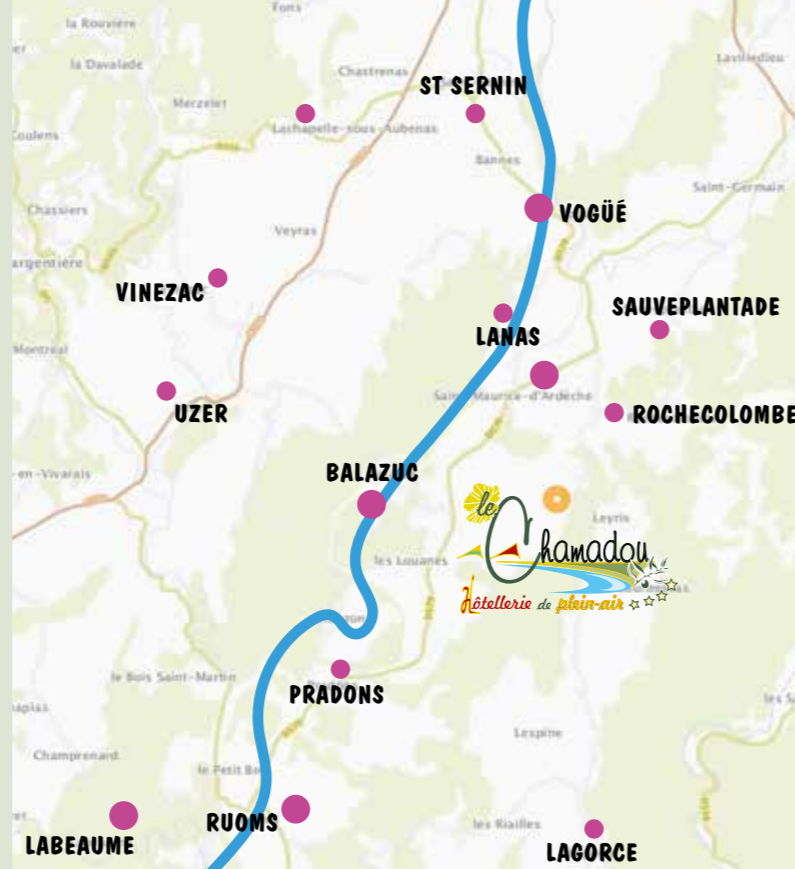 Fons
la Rouvière
Lavilledieu
la Davalade
Chastrenas
ST SERNIN
Merzelet
Lachapelle-sous-Aubenas
Coulens
Bannes
Saint-Germain
Chassiers
VOGÜÉ
Veyras
argentière
VINEZAC
SAUVEPLANTADE
LANAS
Montréal
Saint-Maurice-d'Ardèche
UZER
ROCHECOLOMBE
BALAZUC
-en-Vivarais
le Chamadou
Leyris
les Louanes
Hôtellerie de plein-air
le Bois Saint-Martin
PRADONS
Lespine
Champrenard
le Petit Bo
RUOMS
les Riailles
LABEAUME
LAGORCE